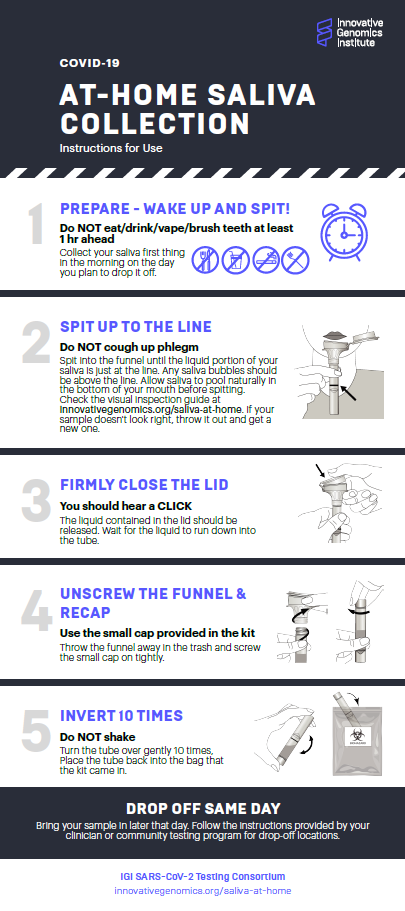 Innovative
Genomics
Institute
COVID-19
AT-HOME SALIVA
COLLECTION
Instructions for Use
1
PREPARE - WAKE UP AND SPIT!
Do NOT eat/drink/vape/brush teeth at least
1 hr ahead
Collect your saliva first thing
in the morning on the day
you plan to drop it off.
2
SPIT UP TO THE LINE
Do NOT cough up phlegm
Spit into the funnel until the liquid portion of your
saliva is just at the line. Any saliva bubbles should
be above the line. Allow saliva to pool naturally in
the bottom of your mouth before spitting.
Check the visual inspection guide at
innovativegenomics.org/saliva-at-home. If your
sample doesn't look right, throw it out and get a
new one.
3
FIRMLY CLOSE THE LID
You should hear a CLICK
The liquid contained in the lid should be
released. Wait for the liquid to run down into
the tube.
4
UNSCREW THE FUNNEL &
RECAP
Use the small cap provided in the kit
Throw the funnel away in the trash and screw
the small cap on tightly.
5
INVERT 10 TIMES
Do NOT shake
Turn the tube over gently 10 times,
Place the tube back into the bag that
the kit came in.
BIOHAZARD
DROP OFF SAME DAY
Bring your sample in later that day. Follow the instructions provided by your
clinician or community testing program for drop-off locations.
IGI SARS-CoV-2 Testing Consortium
innovativegenomics.org/saliva-at-home